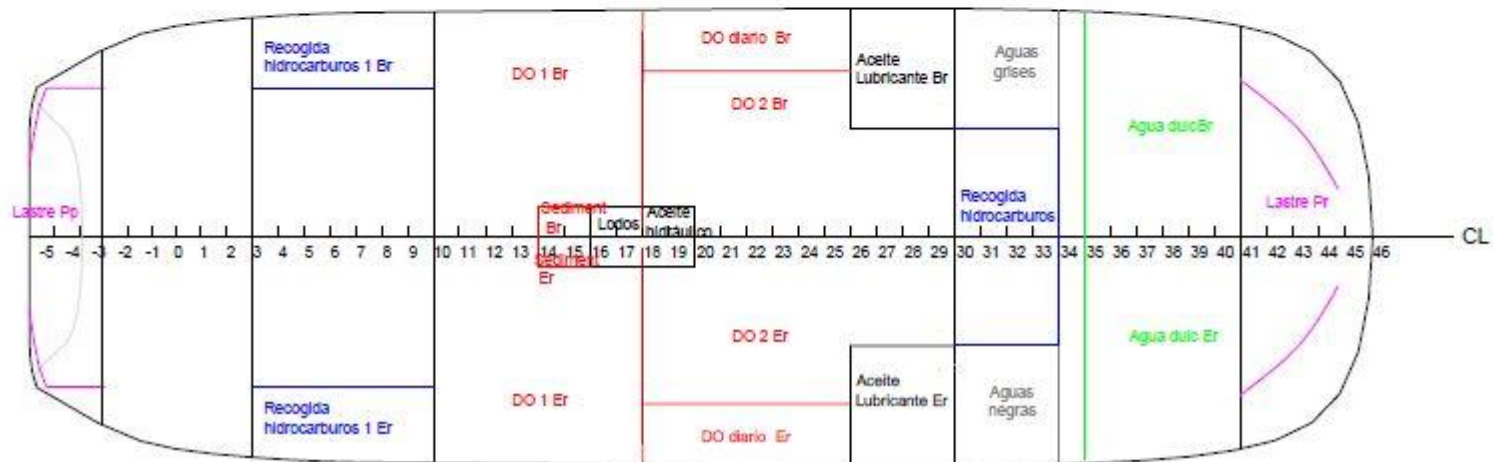 Recogida
hidrocarburos 1 Br
DO 1 Br
DO diario Br
DO 2 Br
Aceite
Lubricante Br
Aguas
grises
Agua dulcBr
Lastre Pp
Sediment
Br
Lodos
Aceite
hidráulico
Recogida
hidrocarburos
Lastre Pr
CL
-5 -4 -3 -2 -1 0 1 2 3 4 5 6 7 8 9 10 11 12 13 14 15 16 17 18 19 20 21 22 23 24 25 26 27 28 29 30 31 32 33 34 35 36 37 38 39 40 41 42 43 44 45 46
Sediment
Er
DO 2 Er
Agua dulc Er
DO 1 Er
Aceite
Lubricante Er
Aguas
negras
Recogida
hidrocarburos 1 Er
DO diario Er